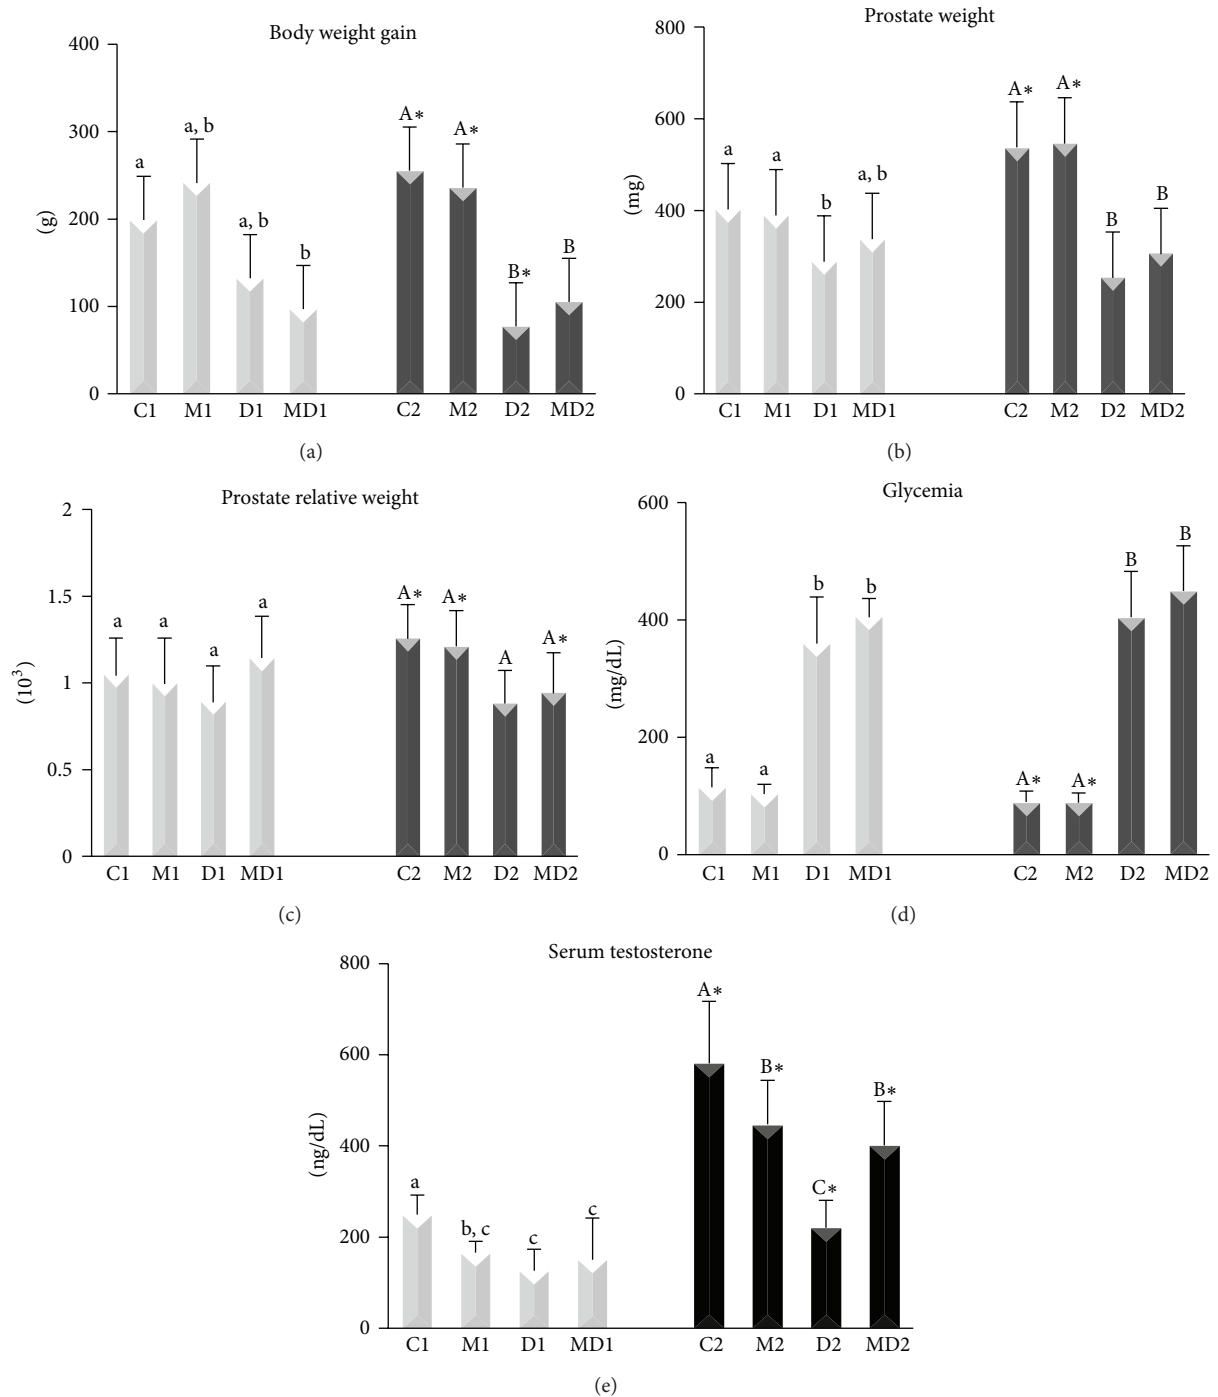 Body weight gain
400
300
200
100
0
(g)
a
a, b
a, b
b
A*
A*
B*
B
C1 M1 D1 MD1 C2 M2 D2 MD2
(a)
Prostate weight
800
600
400
200
0
(mg)
a
a
b
a, b
A*
A*
B
B
C1 M1 D1 MD1 C2 M2 D2 MD2
(b)
Prostate relative weight
2
1.5
1
0.5
0
(10³)
a
a
a
a
A*
A*
A
A*
C1 M1 D1 MD1 C2 M2 D2 MD2
(c)
Glycemia
600
400
200
0
(mg/dL)
a
a
b
b
A*
A*
B
B
C1 M1 D1 MD1 C2 M2 D2 MD2
(d)
Serum testosterone
800
600
400
200
0
(ng/dL)
a
b, c
c
c
A*
B*
C*
B*
C1 M1 D1 MD1 C2 M2 D2 MD2
(e)